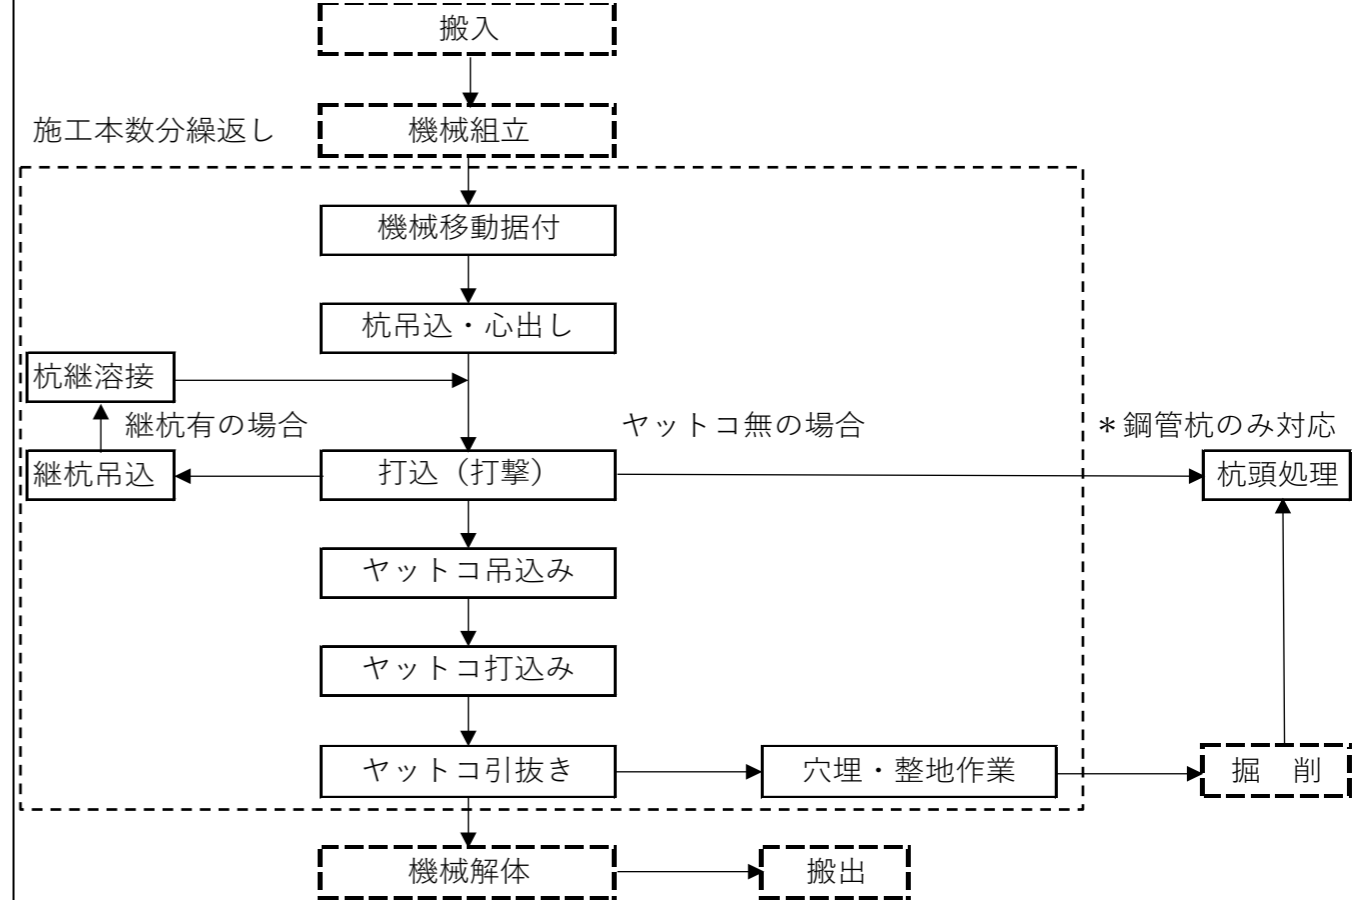 搬入
施工本数分繰返し
機械組立
機械移動据付
杭吊込・心出し
杭継溶接
継杭有の場合
ヤットコ無の場合
＊鋼管杭のみ対応
継杭吊込
打込（打撃）
杭頭処理
ヤットコ吊込み
ヤットコ打込み
ヤットコ引抜き
穴埋・整地作業
掘　削
機械解体
搬出